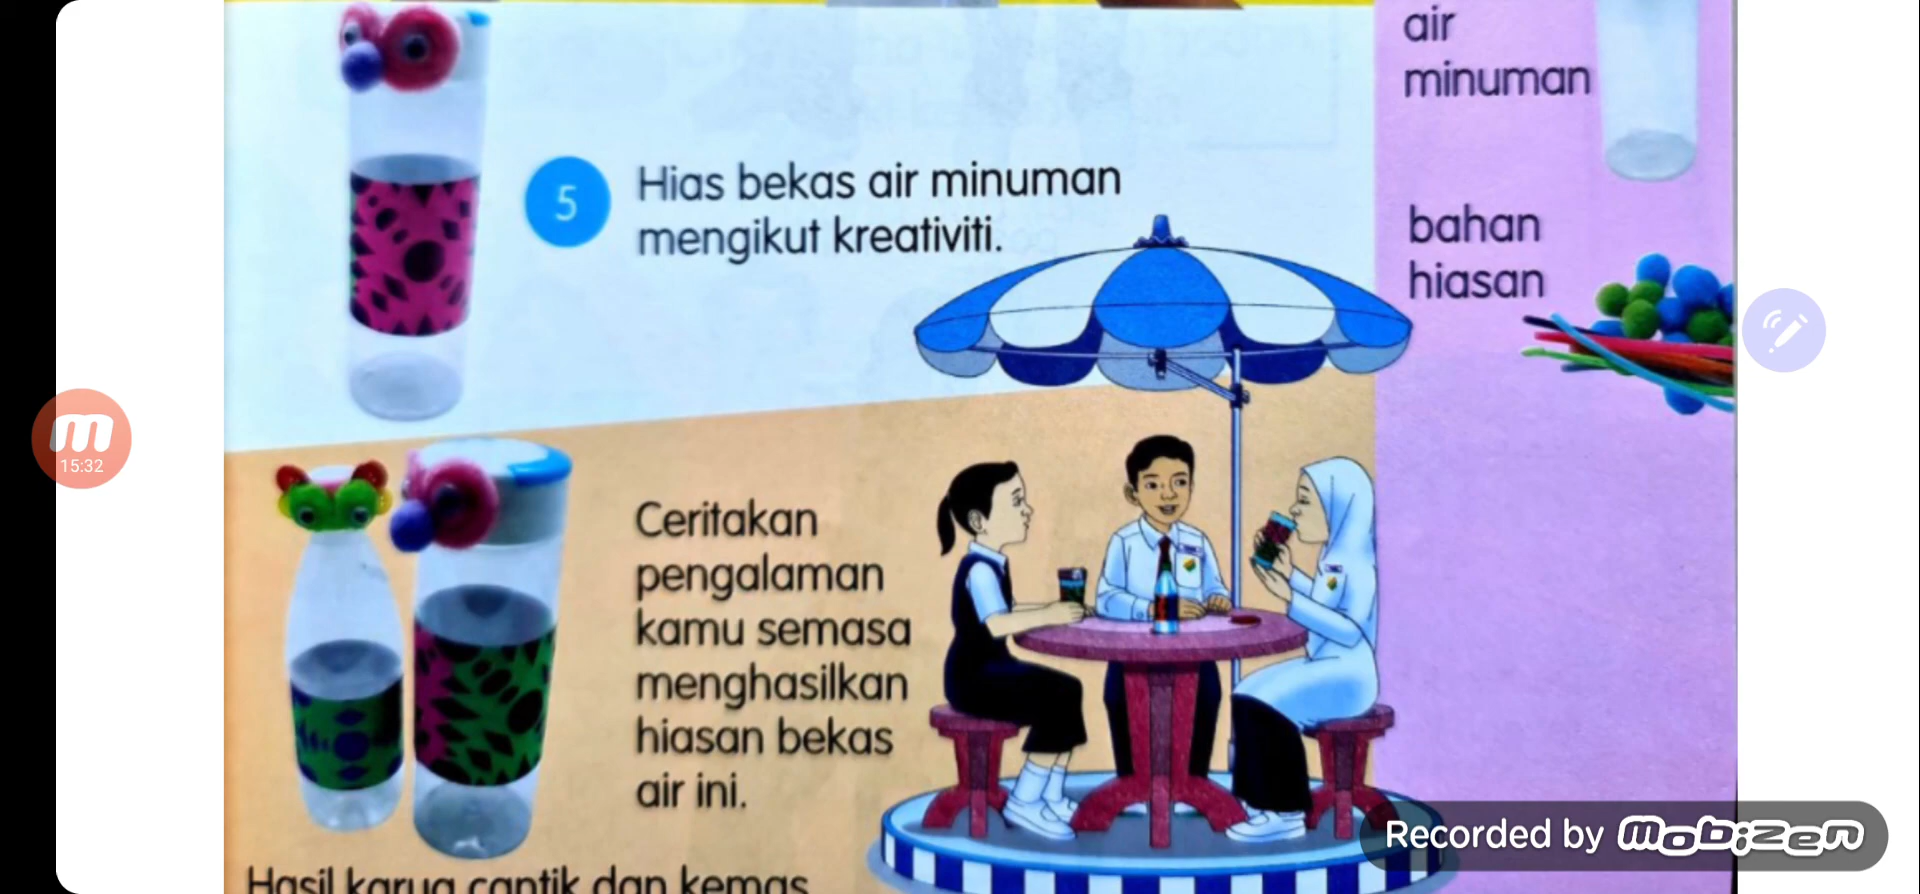 air
minuman
5
Hias bekas air minuman
mengikut kreativiti.
bahan
hiasan
Ceritakan
pengalaman
kamu semasa
menghasilkan
hiasan bekas
air ini.
Hasil karya cantik dan kemas
15:32
Recorded by Mobizen